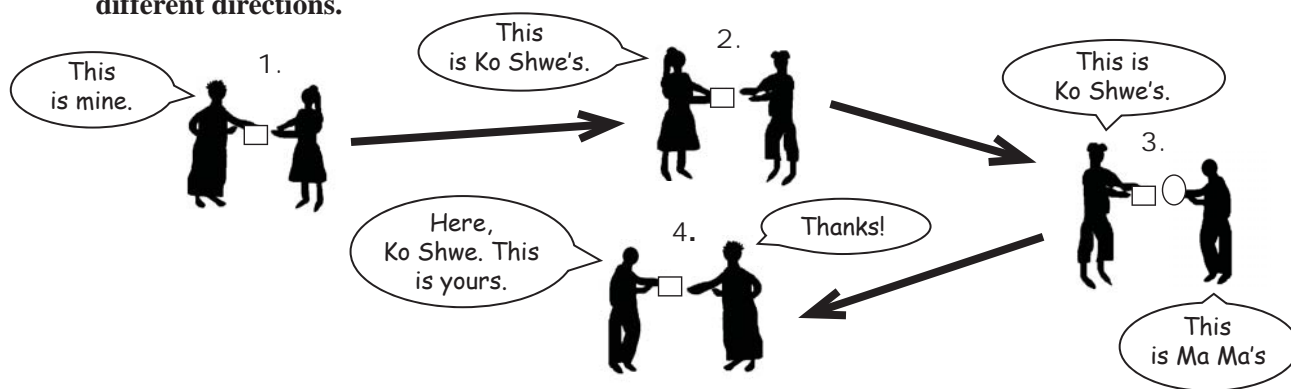 different directions.
1.
This
is mine.
This
is Ko Shwe's.
2.
This is
Ko Shwe's.
3.
This
is Ma Ma's
4.
Here,
Ko Shwe. This
is yours.
Thanks!